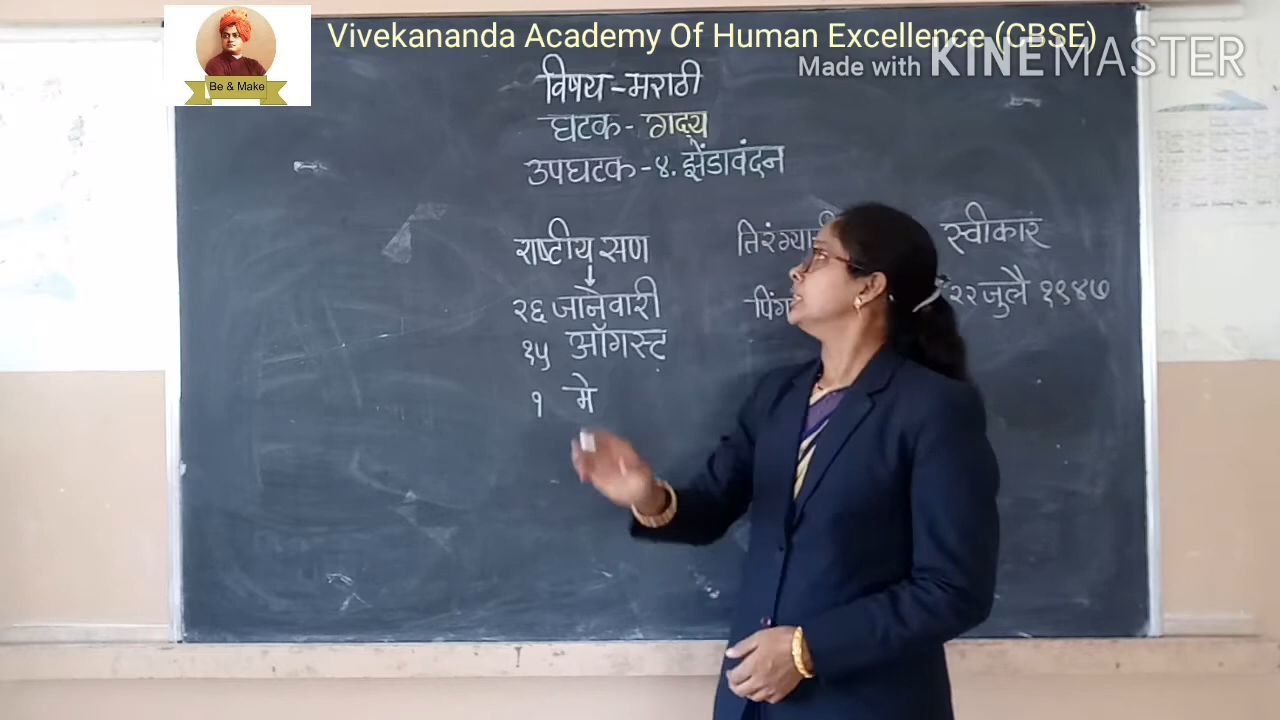 Vivekananda Academy Of Human Excellence (CBSE)
Made with KINEMASTER
Be & Make
विषय - मराठी
घटक - गद्य
उपघटक - ४. झेंडावंदन
राष्टीय सण
स्वीकार
२६ जानेवारी
२२ जुलै १९४७
१५ ऑगस्ट
१ मे